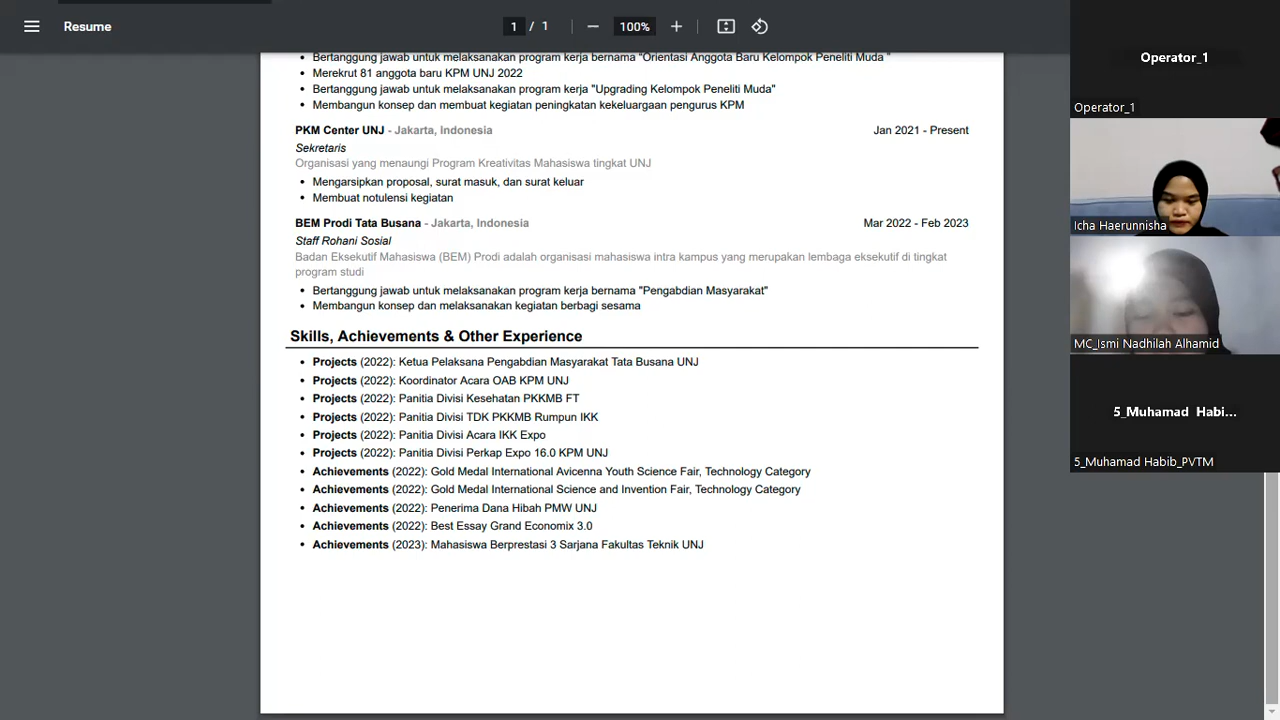 Resume
1 / 1
100%
Bertanggung jawab untuk melaksanakan program kerja bernama "Orientasi Anggota Baru Kelompok Peneliti Muda "
Merekrut 81 anggota baru KPM UNJ 2022
Bertanggung jawab untuk melaksanakan program kerja "Upgrading Kelompok Peneliti Muda"
Membangun konsep dan membuat kegiatan peningkatan kekeluargaan pengurus KPM
PKM Center UNJ - Jakarta, Indonesia Jan 2021 - Present
Sekretaris
Organisasi yang menaungi Program Kreativitas Mahasiswa tingkat UNJ
Mengarsipkan proposal, surat masuk, dan surat keluar
Membuat notulensi kegiatan
BEM Prodi Tata Busana - Jakarta, Indonesia Mar 2022 - Feb 2023
Staff Rohani Sosial
Badan Eksekutif Mahasiswa (BEM) Prodi adalah organisasi mahasiswa intra kampus yang merupakan lembaga eksekutif di tingkat
program studi
Bertanggung jawab untuk melaksanakan program kerja bernama "Pengabdian Masyarakat"
Membangun konsep dan melaksanakan kegiatan berbagi sesama
Skills, Achievements & Other Experience
Projects (2022): Ketua Pelaksana Pengabdian Masyarakat Tata Busana UNJ
Projects (2022): Koordinator Acara OAB KPM UNJ
Projects (2022): Panitia Divisi Kesehatan PKKMB FT
Projects (2022): Panitia Divisi TDK PKKMB Rumpun IKK
Projects (2022): Panitia Divisi Acara IKK Expo
Projects (2022): Panitia Divisi Perkap Expo 16.0 KPM UNJ
Achievements (2022): Gold Medal International Avicenna Youth Science Fair, Technology Category
Achievements (2022): Gold Medal International Science and Invention Fair, Technology Category
Achievements (2022): Penerima Dana Hibah PMW UNJ
Achievements (2022): Best Essay Grand Economix 3.0
Achievements (2023): Mahasiswa Berprestasi 3 Sarjana Fakultas Teknik UNJ
Operator_1
Operator_1
Icha Haerunnisha
MC_Ismi Nadhilah Alhamid
5_Muhamad Habi...
5_Muhamad Habib_PVTM